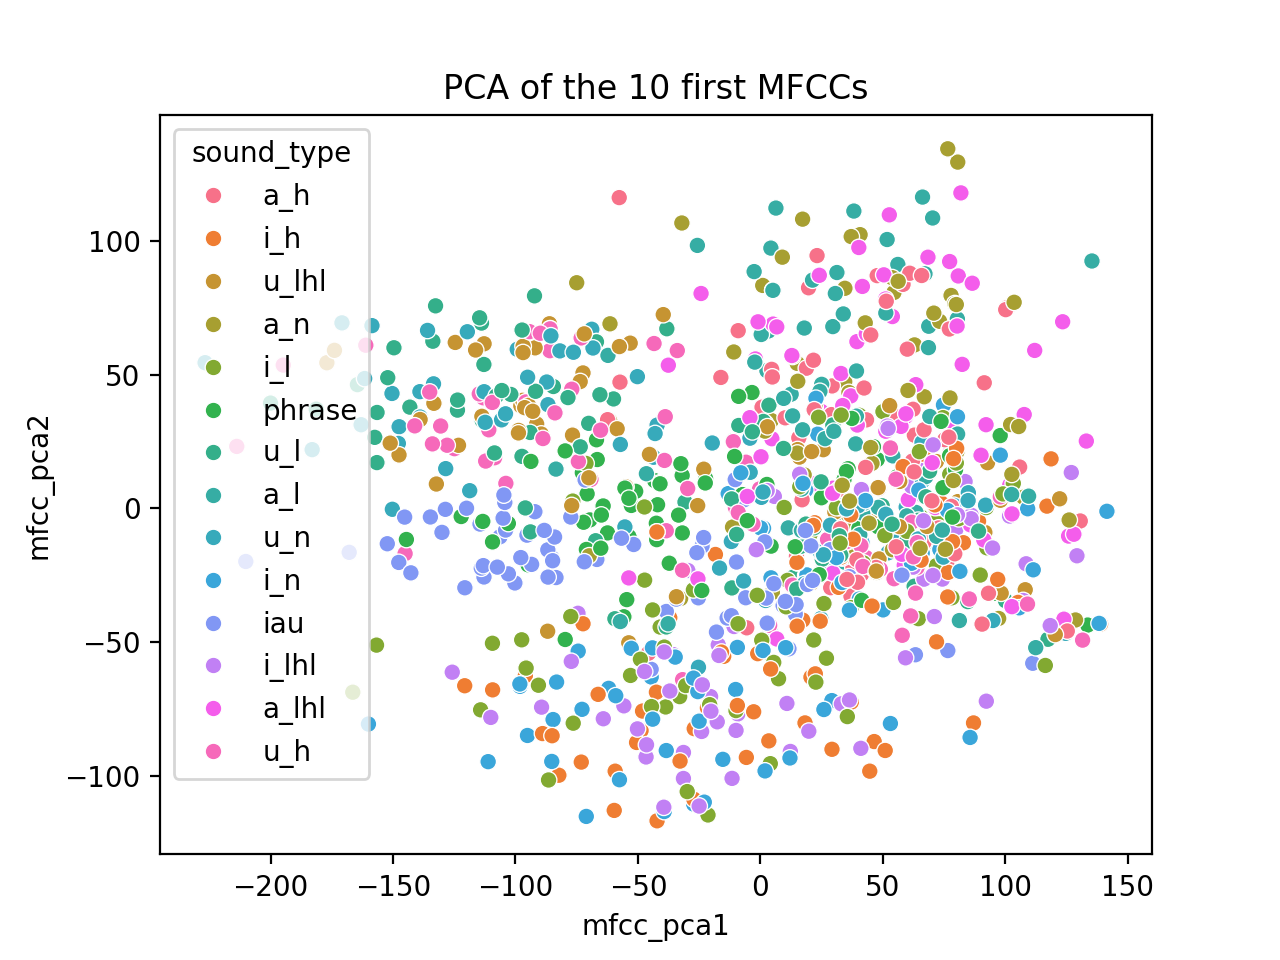 PCA of the 10 first MFCCs
sound_type
a_h
i_h
u_lhl
a_n
i_l
phrase
u_l
a_l
u_n
i_n
iau
i_lhl
a_lhl
u_h
100
50
0
−50
−100
mfcc_pca2
−200 −150 −100 −50 0 50 100 150
mfcc_pca1